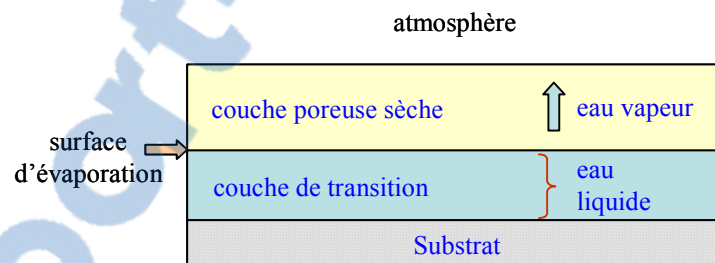 atmosphère
couche poreuse sèche
eau vapeur
surface
d’évaporation
couche de transition
eau
liquide
Substrat